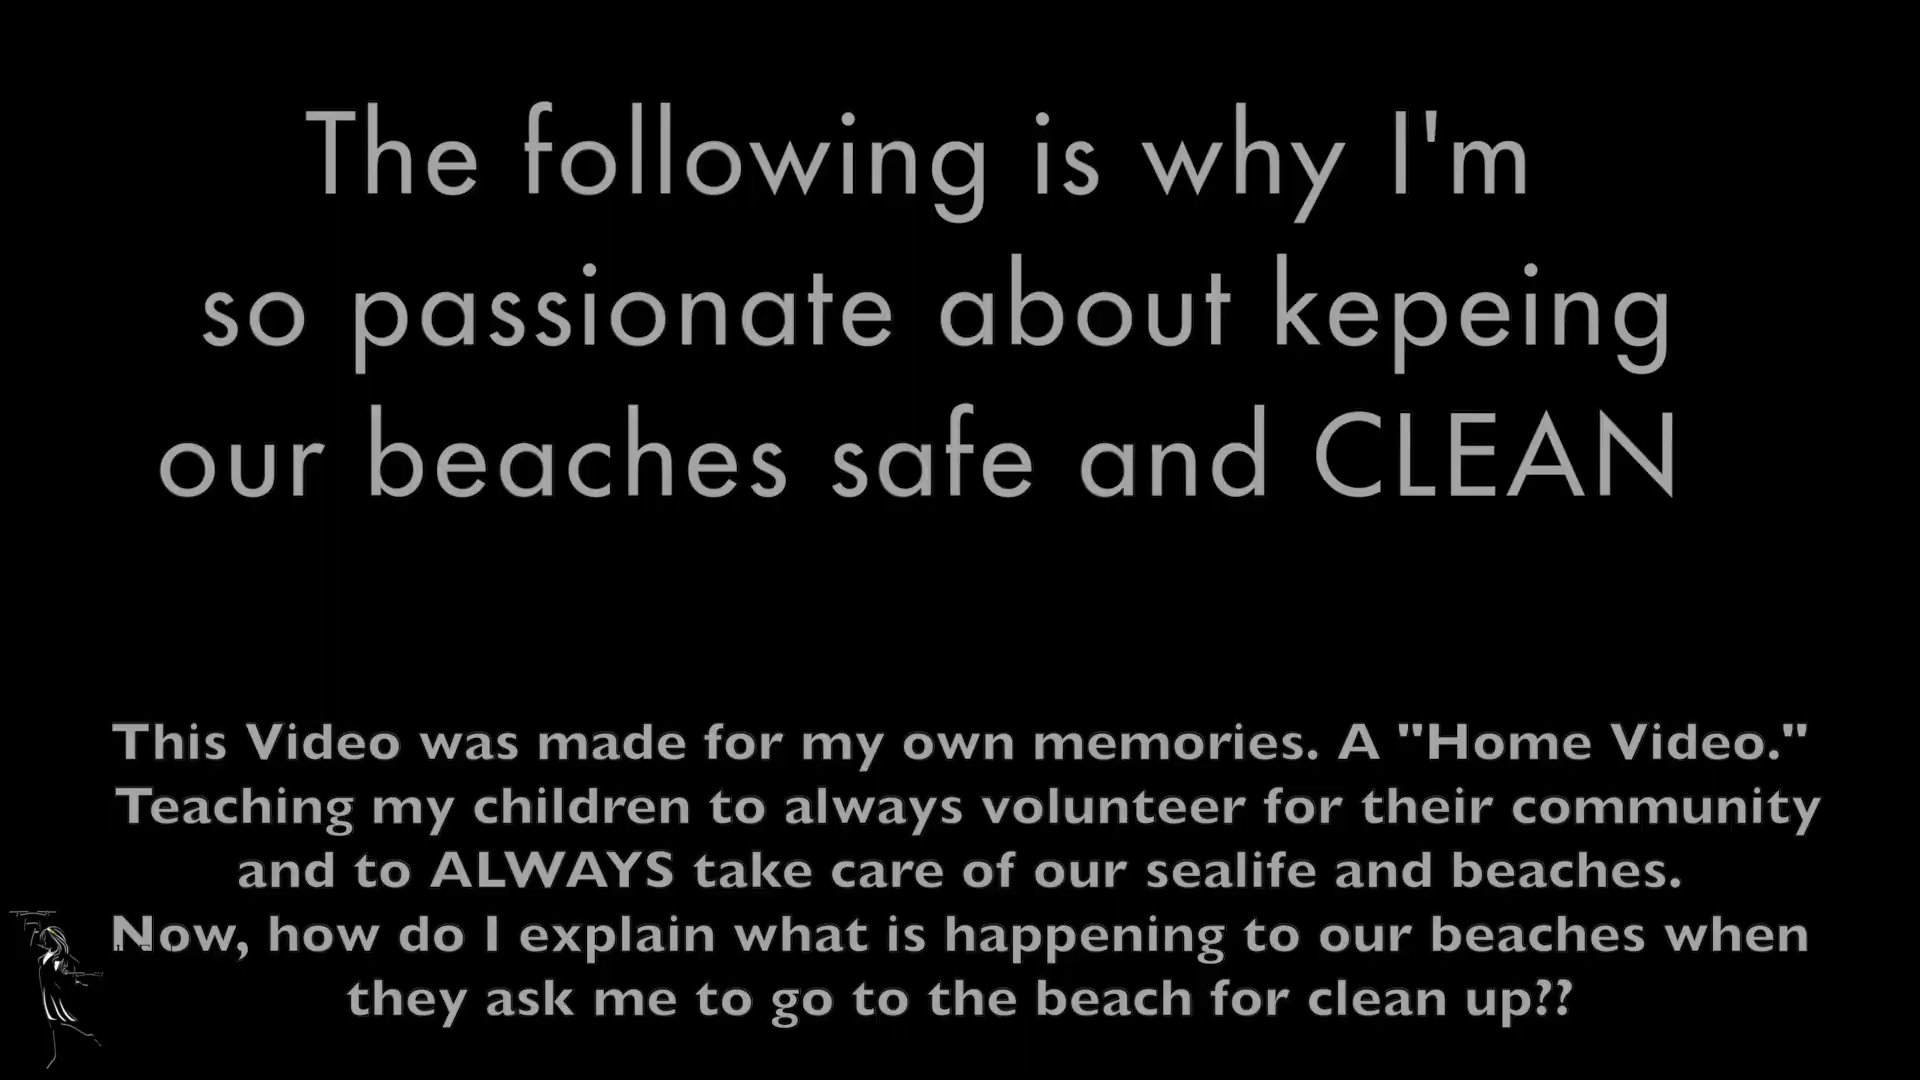 The following is why I'm
so passionate about kepeing
our beaches safe and CLEAN
This Video was made for my own memories. A "Home Video."
Teaching my children to always volunteer for their community
and to ALWAYS take care of our sealife and beaches.
Now, how do I explain what is happening to our beaches when
they ask me to go to the beach for clean up??